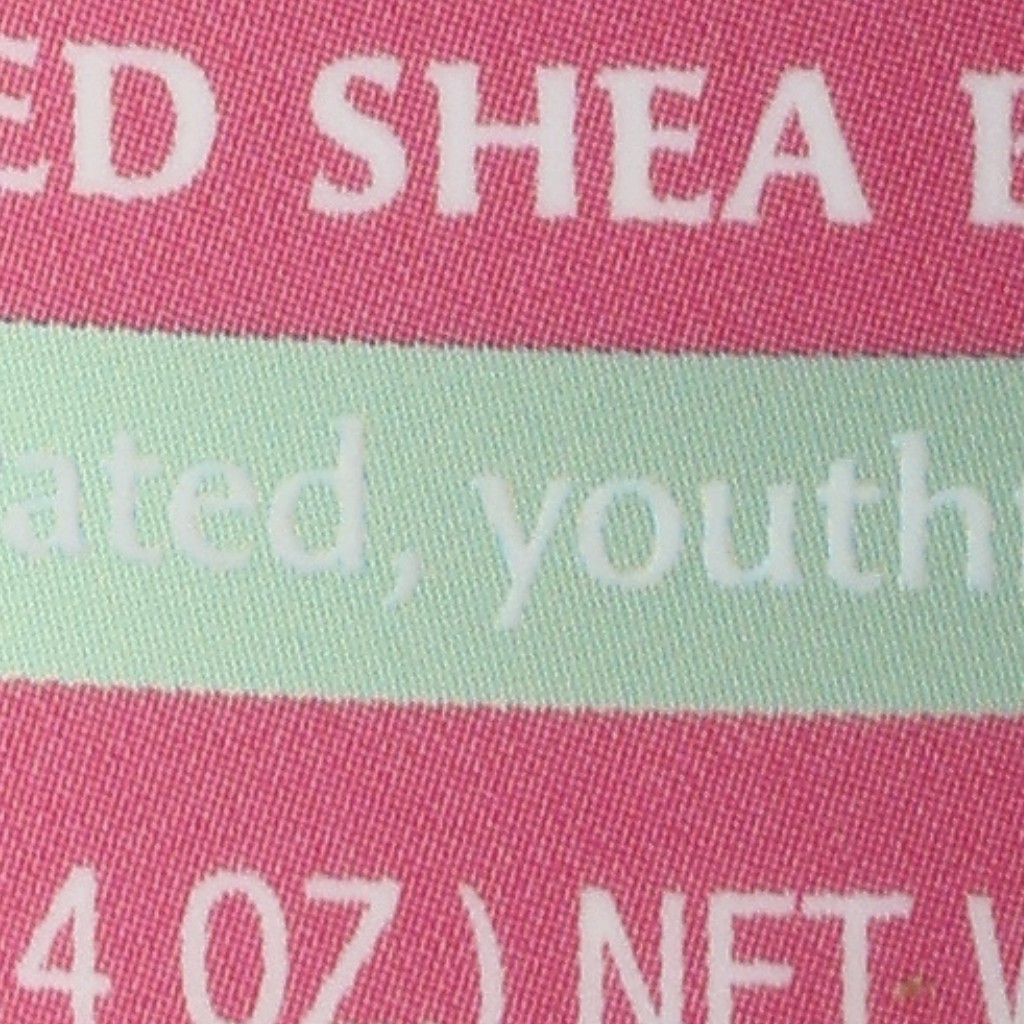 ED SHEA
ated, youth
4 OZ) NET